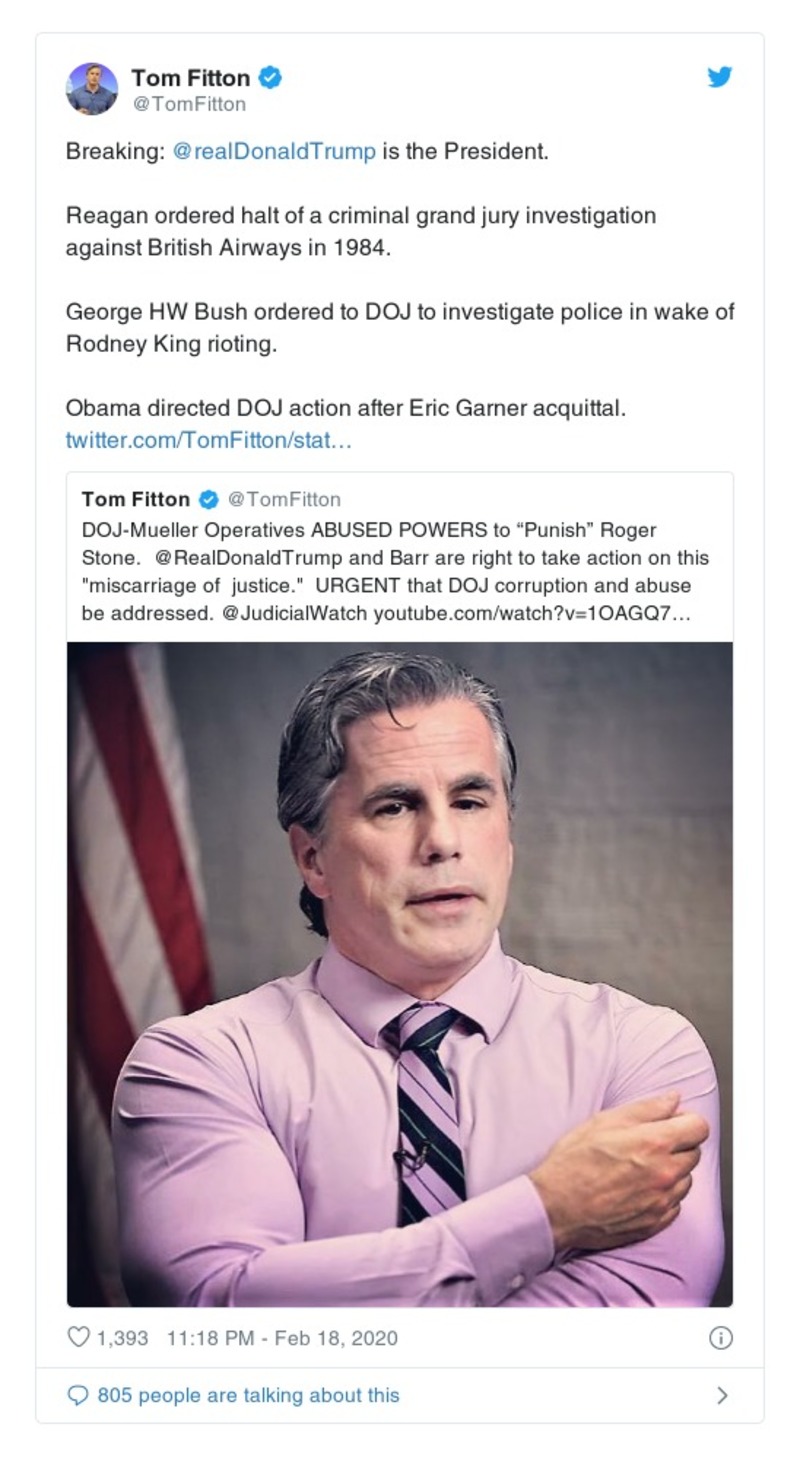 Tom Fitton
@TomFitton
Breaking: @realDonaldTrump is the President.
Reagan ordered halt of a criminal grand jury investigation
against British Airways in 1984.
George HW Bush ordered to DOJ to investigate police in wake of
Rodney King rioting.
Obama directed DOJ action after Eric Garner acquittal.
twitter.com/TomFitton/stat…
Tom Fitton @TomFitton
DOJ-Mueller Operatives ABUSED POWERS to “Punish” Roger
Stone.  @RealDonaldTrump and Barr are right to take action on this
"miscarriage of  justice."  URGENT that DOJ corruption and abuse
be addressed. @JudicialWatch youtube.com/watch?v=1OAGQ7…
1,393 11:18 PM - Feb 18, 2020
805 people are talking about this